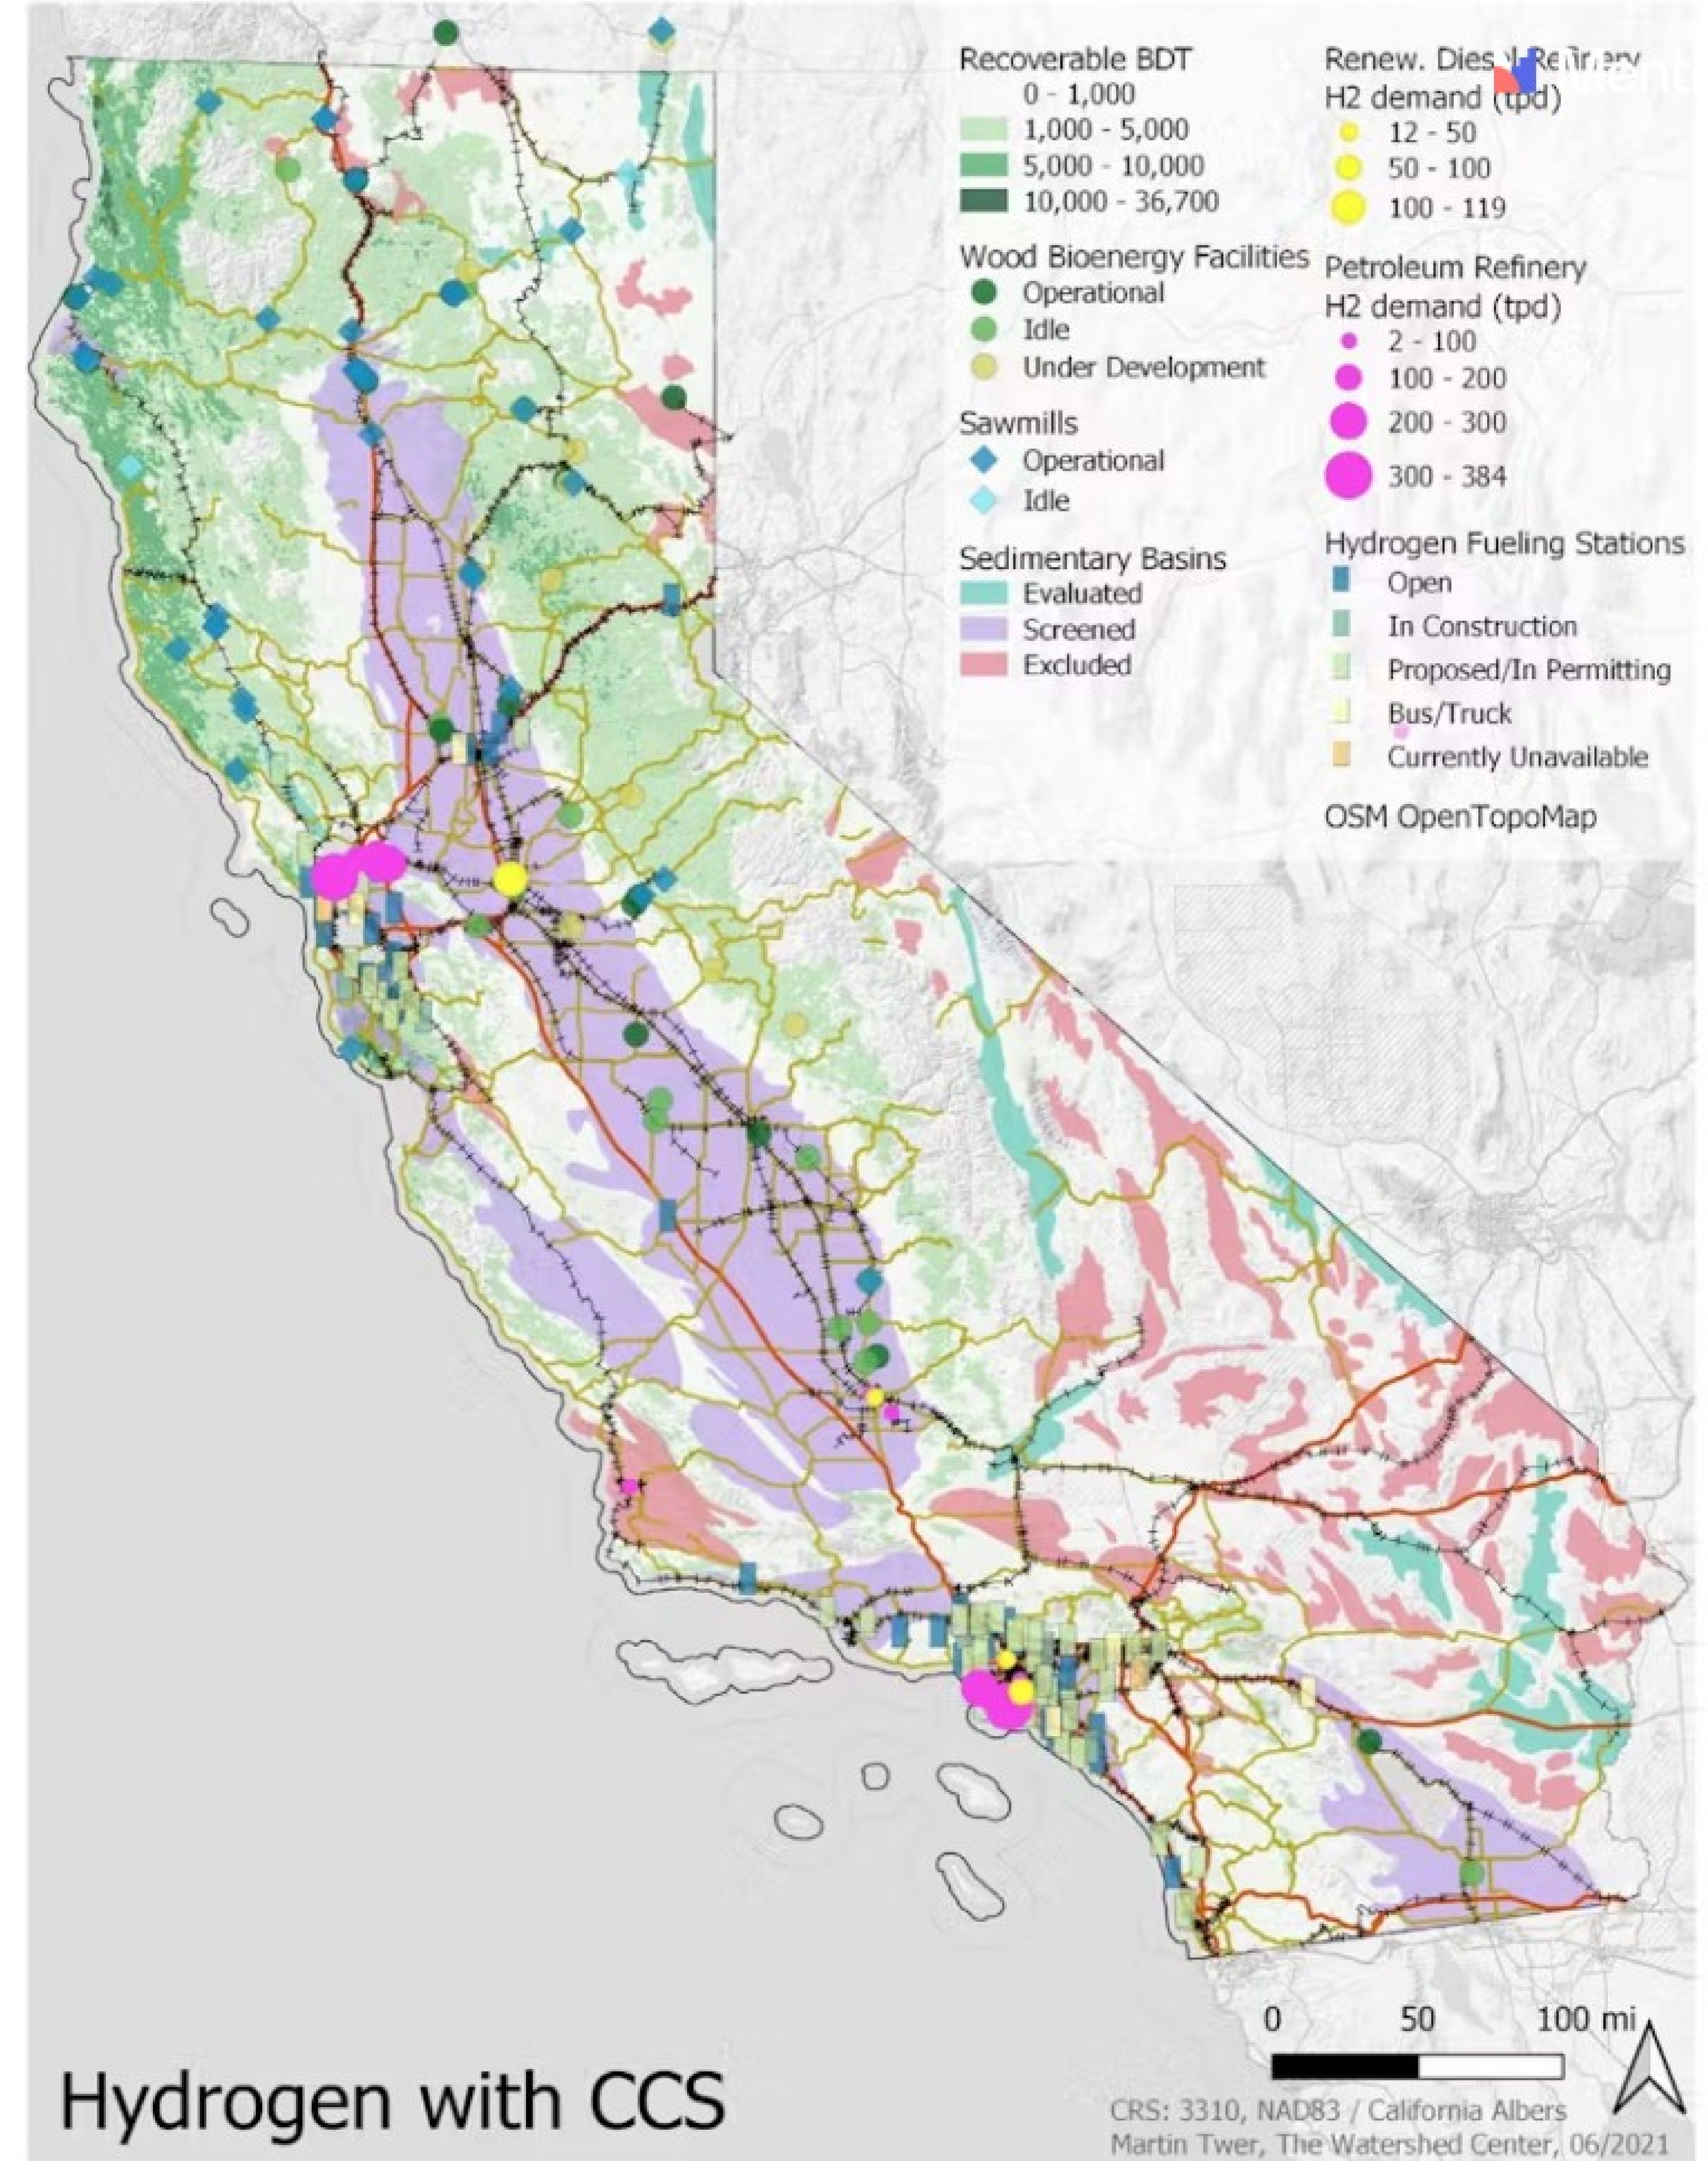 Recoverable BDT
0 - 1,000
1,000 - 5,000
5,000 - 10,000
10,000 - 36,700
Wood Bioenergy Facilities
Operational
Idle
Under Development
Sawmills
Operational
Idle
Sedimentary Basins
Evaluated
Screened
Excluded
Renew. Diesel Refinery
H2 demand (tpd)
12 - 50
50 - 100
100 - 119
Petroleum Refinery
H2 demand (tpd)
2 - 100
100 - 200
200 - 300
300 - 384
Hydrogen Fueling Stations
Open
In Construction
Proposed/In Permitting
Bus/Truck
Currently Unavailable
OSM OpenTopoMap
0 50 100 mi
Hydrogen with CCS
CRS: 3310, NAD83 / California Albers
Martin Twer, The Watershed Center, 06/2021